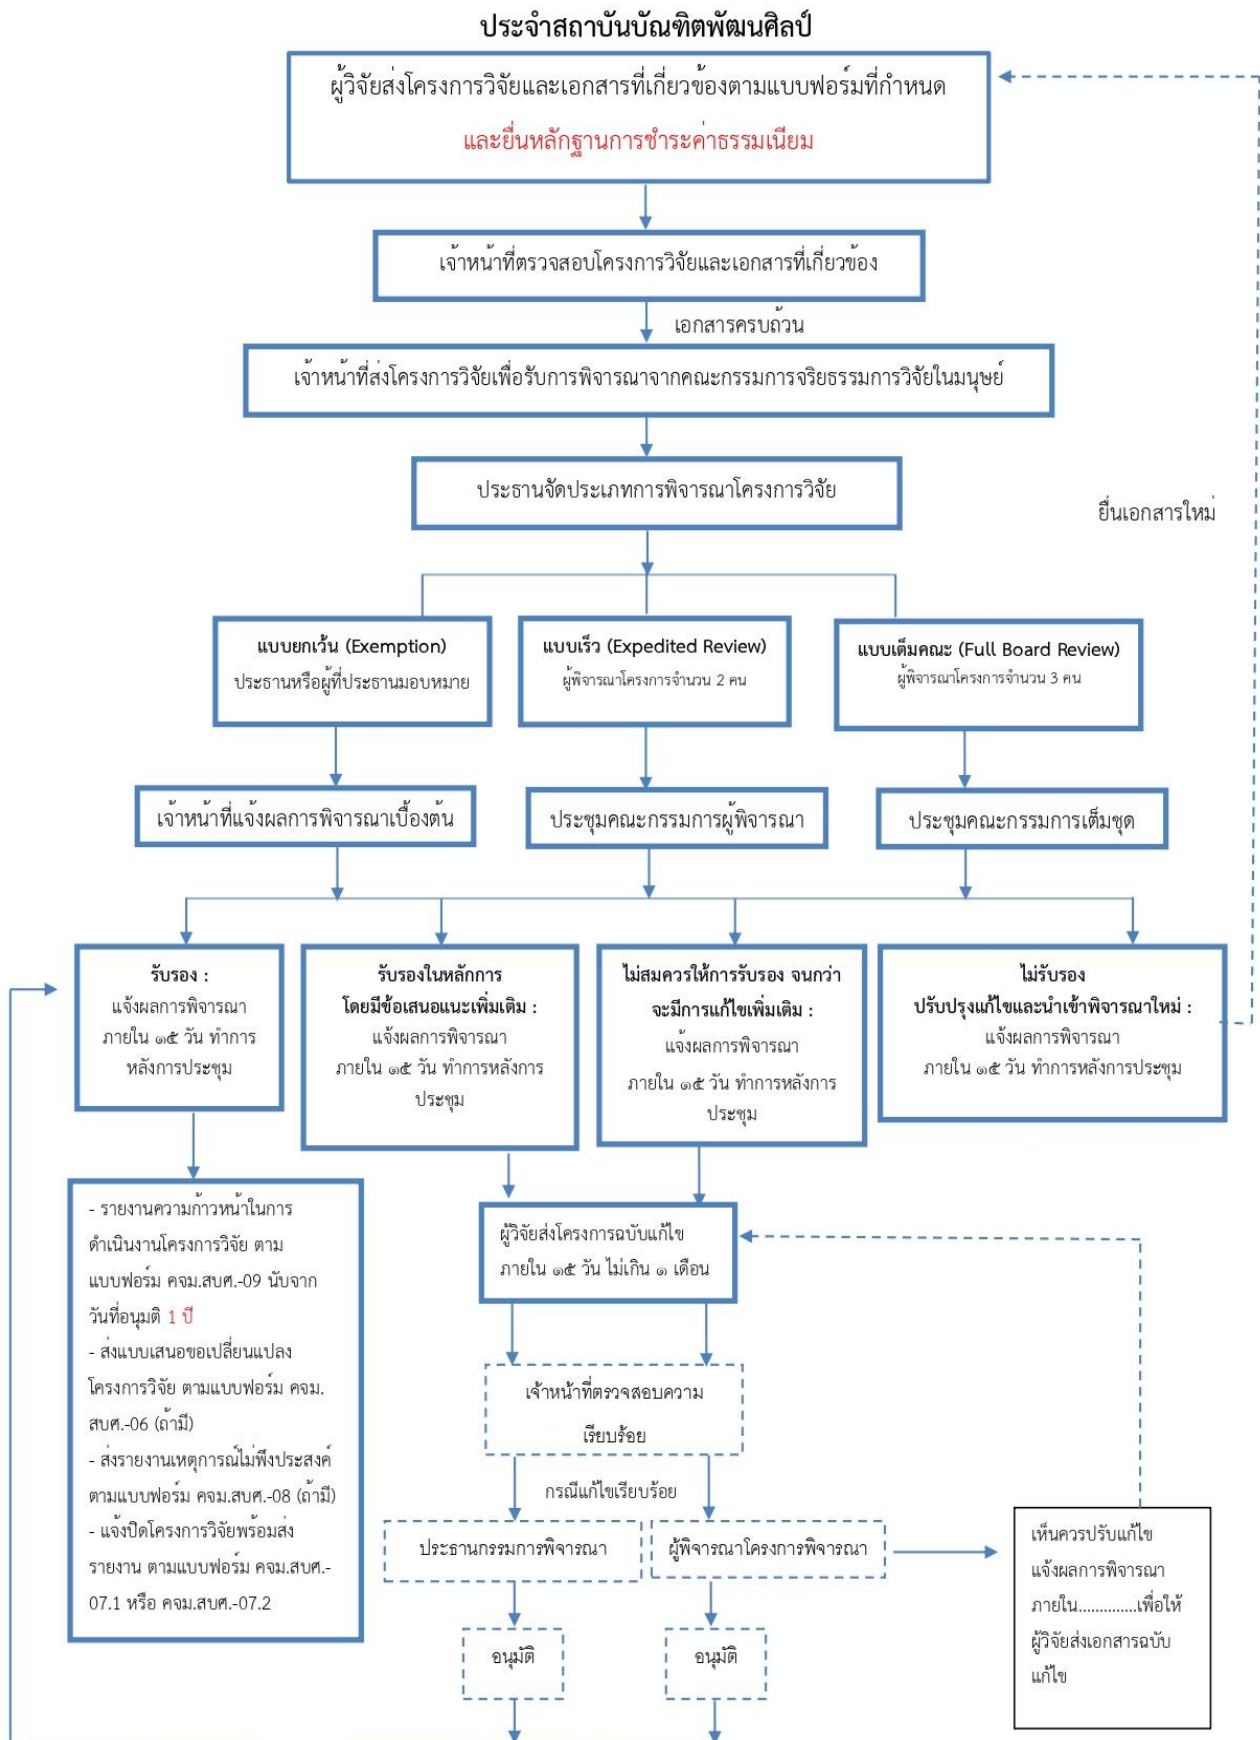 ประจำสถาบันบัณฑิตพัฒนศิลป์
ผู้วิจัยส่งโครงการวิจัยและเอกสารที่เกี่ยวข้องตามแบบฟอร์มที่กำหนด
และยื่นหลักฐานการชำระค่าธรรมเนียม
เจ้าหน้าที่ตรวจสอบโครงการวิจัยและเอกสารที่เกี่ยวข้อง
เอกสารครบถ้วน
เจ้าหน้าที่ส่งโครงการวิจัยเพื่อรับการพิจารณาจากคณะกรรมการจริยธรรมการวิจัยในมนุษย์
ประธานจัดประเภทการพิจารณาโครงการวิจัย
ยื่นเอกสารใหม่
แบบยกเว้น (Exemption)
ประธานหรือผู้ที่ประธานมอบหมาย
แบบเร็ว (Expedited Review)
ผู้พิจารณาโครงการจำนวน 2 คน
แบบเต็มคณะ (Full Board Review)
ผู้พิจารณาโครงการจำนวน 3 คน
เจ้าหน้าที่แจ้งผลการพิจารณาเบื้องต้น
ประชุมคณะกรรมการผู้พิจารณา
ประชุมคณะกรรมการเต็มชุด
รับรอง :
แจ้งผลการพิจารณา
ภายใน ๑๕ วัน ทำการ
หลังการประชุม
รับรองในหลักการ
โดยมีข้อเสนอแนะเพิ่มเติม :
แจ้งผลการพิจารณา
ภายใน ๑๕ วัน ทำการหลังการ
ประชุม
ไม่สมควรให้การรับรอง จนกว่า
จะมีการแก้ไขเพิ่มเติม :
แจ้งผลการพิจารณา
ภายใน ๑๕ วัน ทำการหลังการ
ประชุม
ไม่รับรอง
ปรับปรุงแก้ไขและนำเข้าพิจารณาใหม่ :
แจ้งผลการพิจารณา
ภายใน ๑๕ วัน ทำการหลังการประชุม
- รายงานความก้าวหน้าในการ
ดำเนินงานโครงการวิจัย ตาม
แบบฟอร์ม คจม.สบศ.-09 นับจาก
วันที่อนุมติ 1 ปี
- ส่งแบบเสนอขอเปลี่ยนแปลง
โครงการวิจัย ตามแบบฟอร์ม คจม.
สบศ.-06 (ถ้ามี)
- ส่งรายงานเหตุการณ์ไม่พึงประสงค์
ตามแบบฟอร์ม คจม.สบศ.-08 (ถ้ามี)
- แจ้งปิดโครงการวิจัยพร้อมส่ง
รายงาน ตามแบบฟอร์ม คจม.สบศ.-
07.1 หรือ คจม.สบศ.-07.2
ผู้วิจัยส่งโครงการฉบับแก้ไข
ภายใน ๑๕ วัน ไม่เกิน ๑ เดือน
เจ้าหน้าที่ตรวจสอบความ
เรียบร้อย
กรณีแก้ไขเรียบร้อย
ประธานกรรมการพิจารณา
ผู้พิจารณาโครงการพิจารณา
อนุมัติ
อนุมัติ
เห็นควรปรับแก้ไข
แจ้งผลการพิจารณา
ภายใน.............เพื่อให้
ผู้วิจัยส่งเอกสารฉบับ
แก้ไข